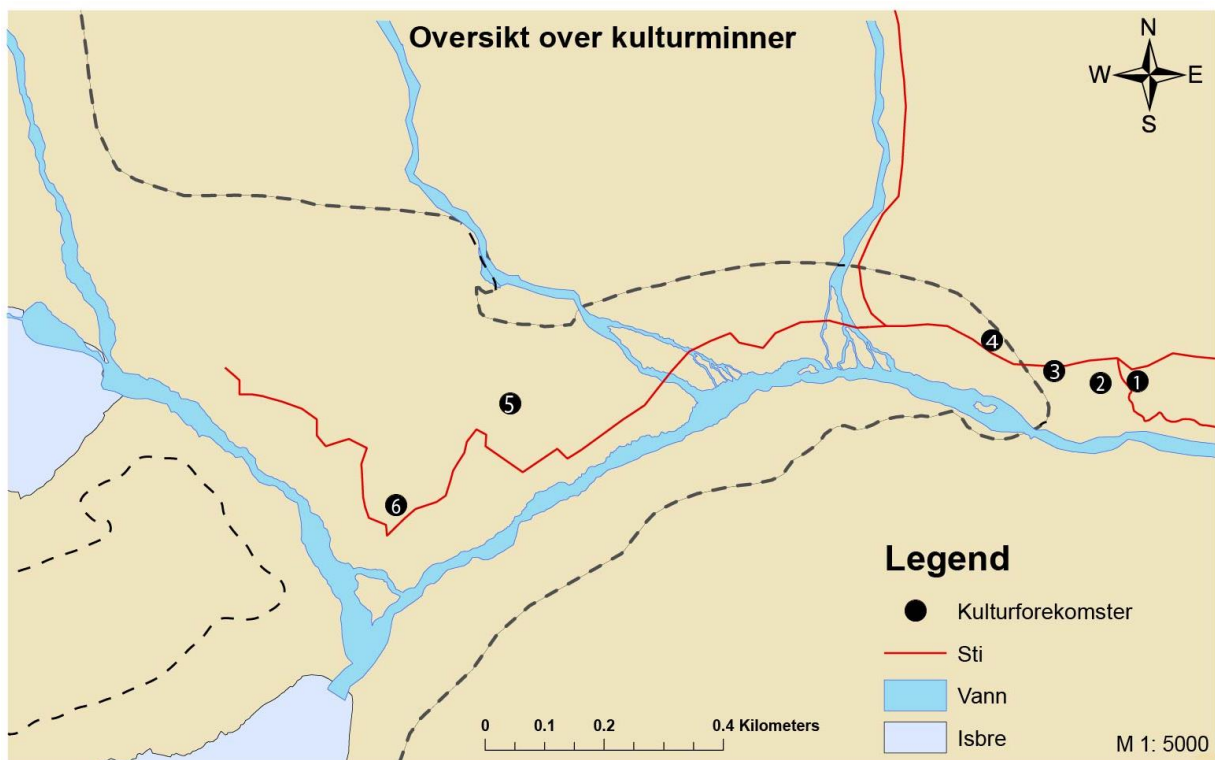 Oversikt over kulturminner
N
W E
S
4
3
2
1
5
6
Legend
Kulturforekomster
Sti
Vann
Isbre
0 0.1 0.2 0.4 Kilometers
M 1: 5000